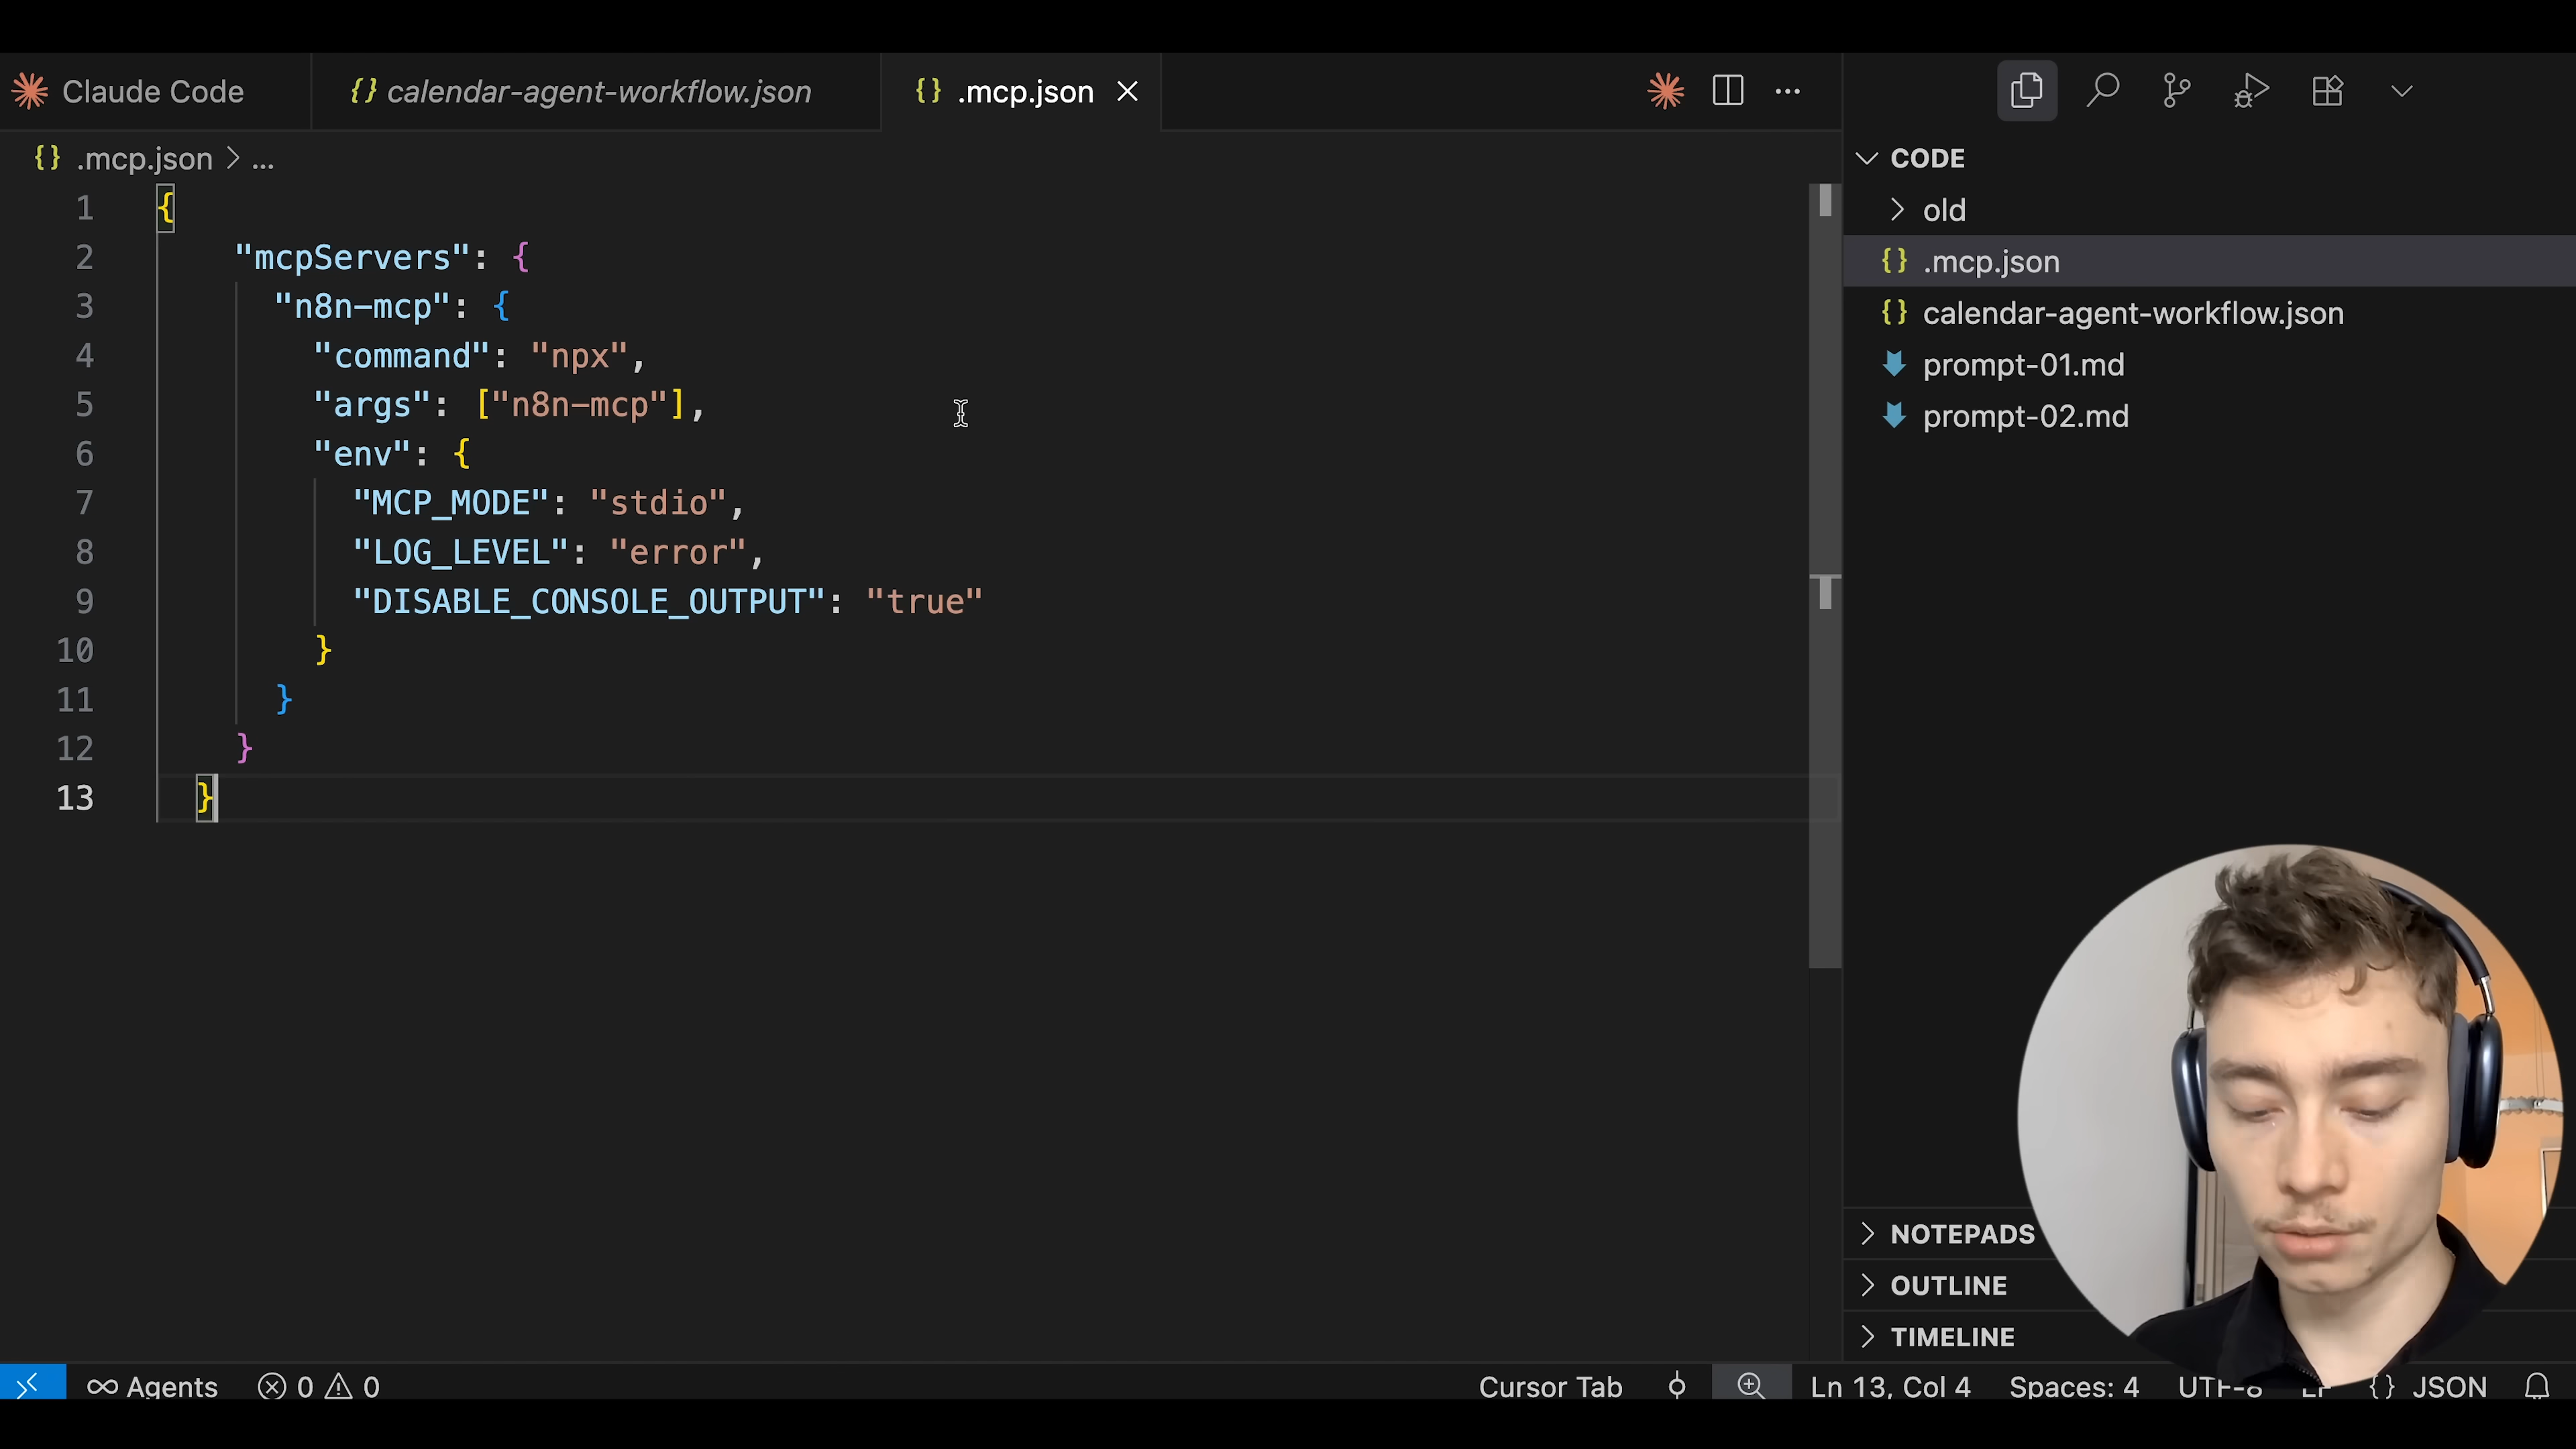 Claude Code
calendar-agent-workflow.json
.mcp.json
.mcp.json > ...
1 {
2 "mcpServers": {
3 "n8n-mcp": {
4 "command": "npx",
5 "args": ["n8n-mcp"],
6 "env": {
7 "MCP_MODE": "stdio",
8 "LOG_LEVEL": "error",
9 "DISABLE_CONSOLE_OUTPUT": "true"
10 }
11 }
12 }
13 }
CODE
old
.mcp.json
calendar-agent-workflow.json
prompt-01.md
prompt-02.md
NOTEPADS
OUTLINE
TIMELINE
Agents 0 0
Cursor Tab Ln 13, Col 4 Spaces: 4 UTF-8 LF {} JSON